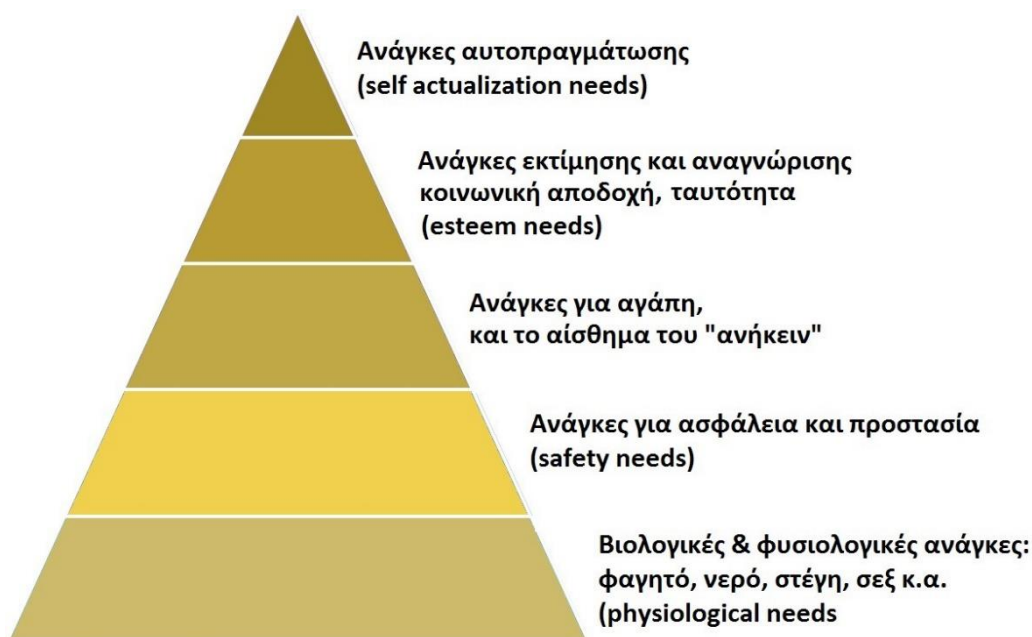 Ανάγκες αυτοπραγμάτωσης
(self actualization needs)
Ανάγκες εκτίμησης και αναγνώρισης
κοινωνική αποδοχή, ταυτότητα
(esteem needs)
Ανάγκες για αγάπη,
και το αίσθημα του "ανήκειν"
Ανάγκες για ασφάλεια και προστασία
(safety needs)
Βιολογικές & φυσιολογικές ανάγκες:
φαγητό, νερό, στέγη, σεξ κ.α.
(physiological needs